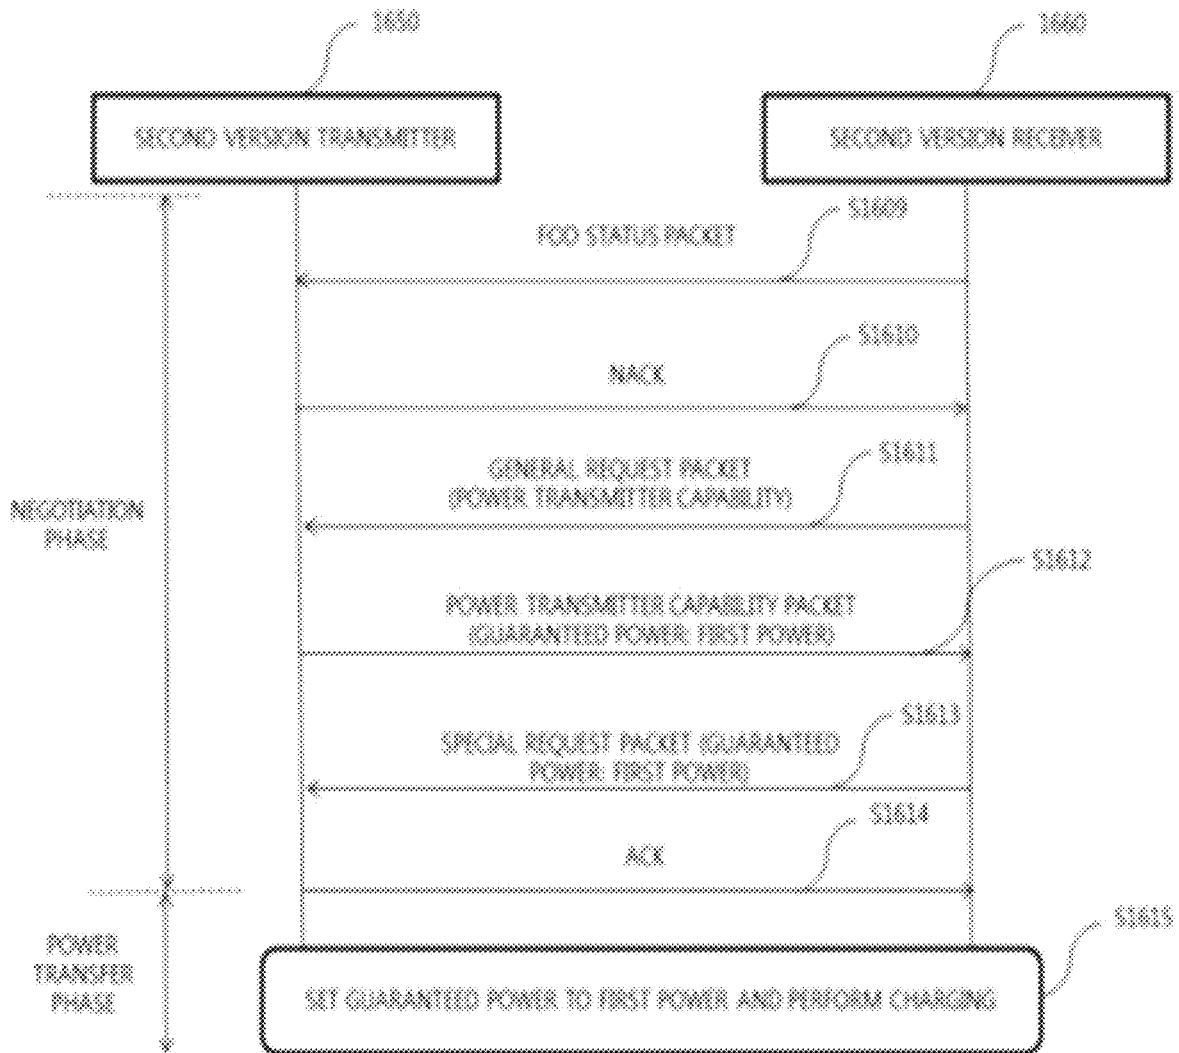 1650
1660
SECOND VERSION TRANSMITTER
SECOND VERSION RECEIVER
S1609
FOD STATUS PACKET
S1610
NACK
S1611
GENERAL REQUEST PACKET
(POWER TRANSMITTER CAPABILITY)
NEGOTIATION
PHASE
S1612
POWER TRANSMITTER CAPABILITY PACKET
(GUARANTEED POWER: FIRST POWER)
S1613
SPECIAL REQUEST PACKET (GUARANTEED
POWER: FIRST POWER)
S1614
ACK
S1615
POWER
TRANSFER
PHASE
SET GUARANTEED POWER TO FIRST POWER AND PERFORM CHARGING